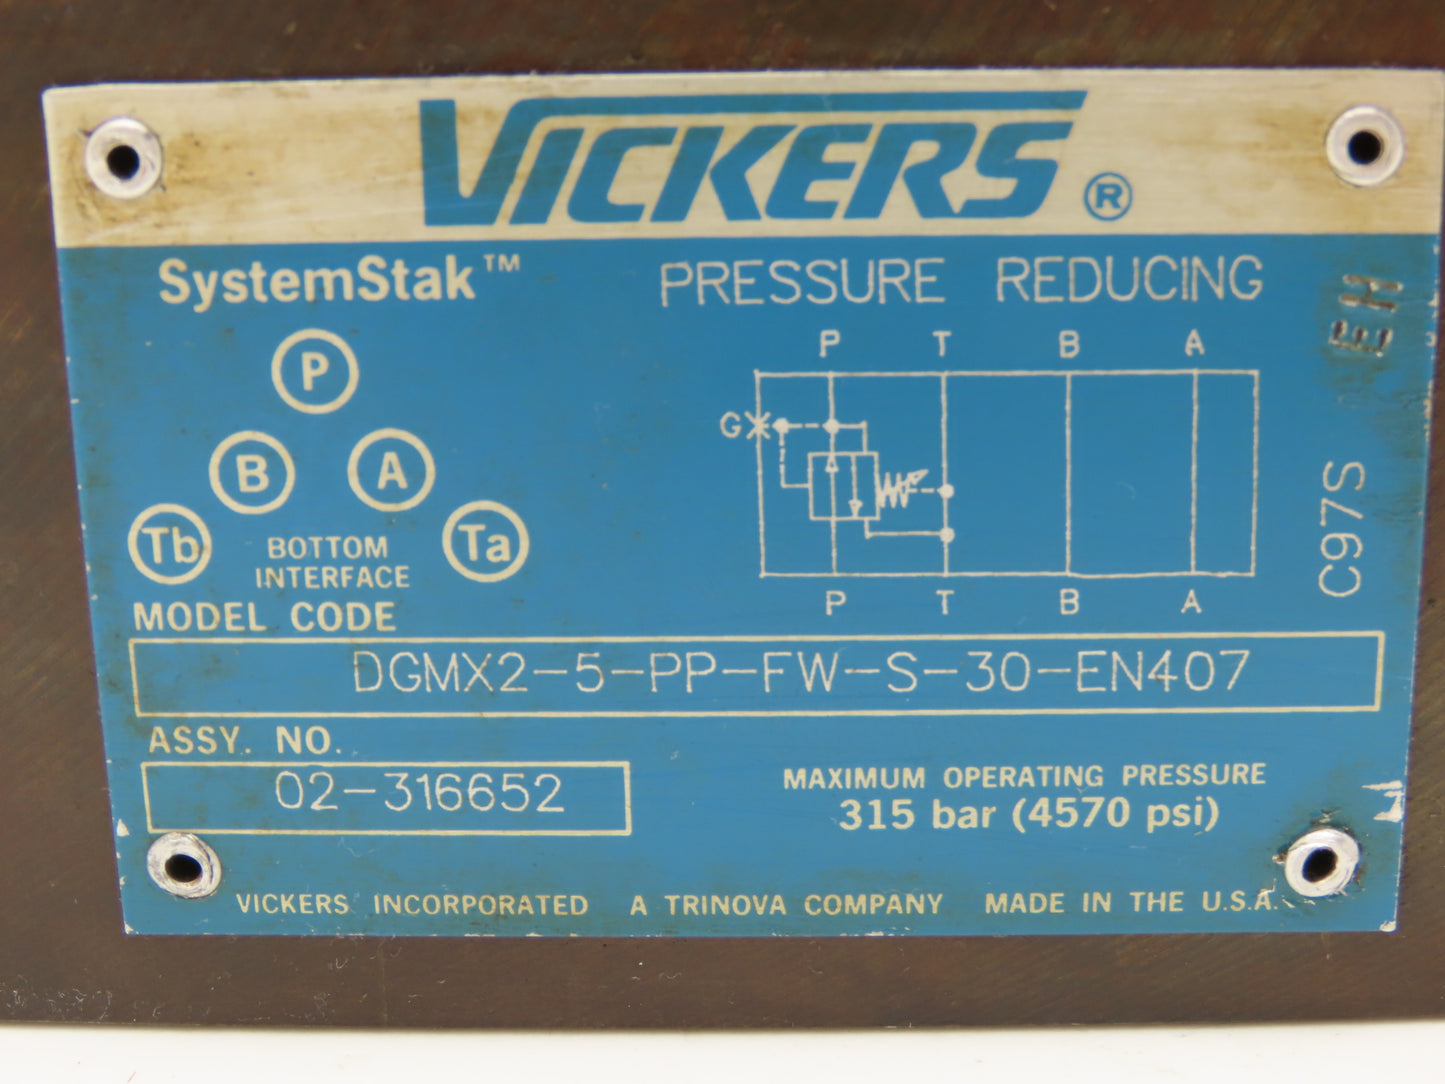 VICKERS®
SystemStak™
PRESSURE REDUCING
P
B A
Tb Ta
BOTTOM
INTERFACE
P T B A
G
P T B A
EH
C97S
MODEL CODE
DGMX2-5-PP-FW-S-30-EN407
ASSY. NO.
02-316652
MAXIMUM OPERATING PRESSURE
315 bar (4570 psi)
VICKERS INCORPORATED A TRINOVA COMPANY MADE IN THE U.S.A.